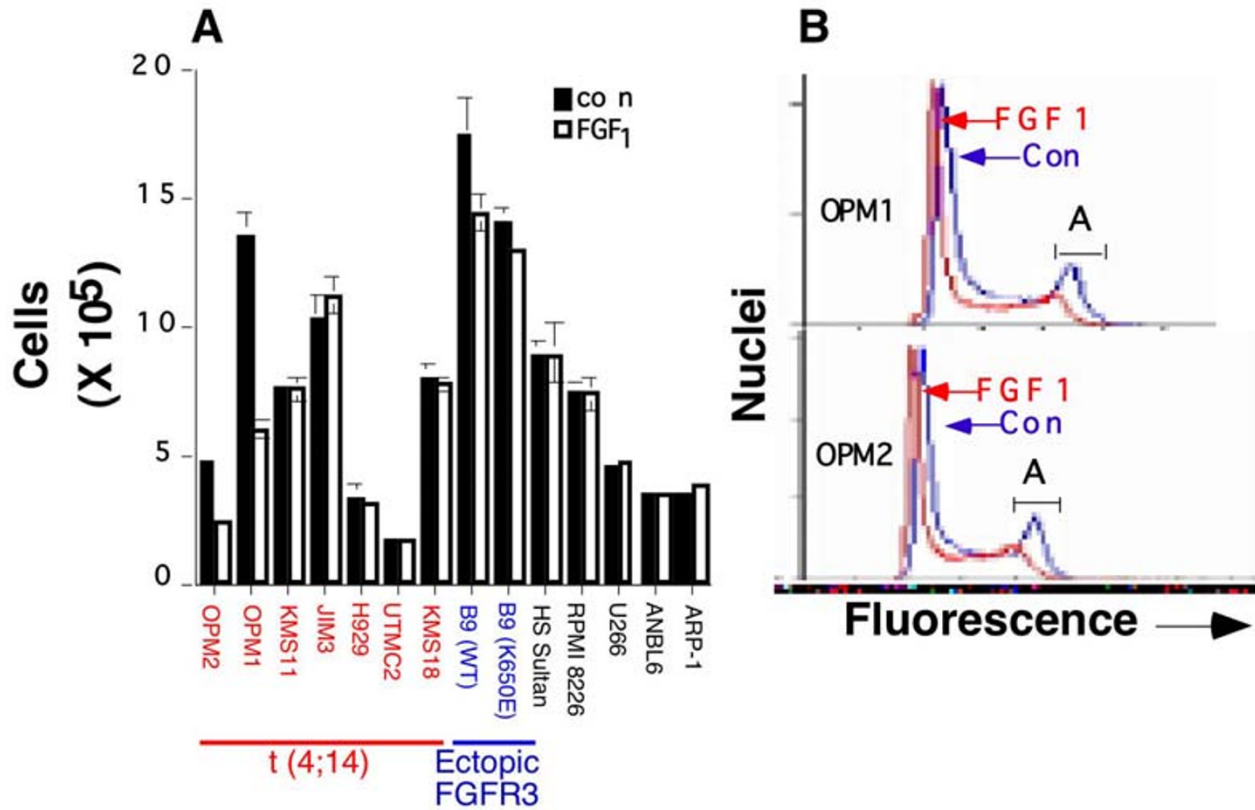 A
20
15
10
5
0
Cells
(X 10⁵)
co n
FGF₁
OPM2
OPM1
KMS11
JIM3
H929
UTMC2
KMS18
B9 (WT)
B9 (K650E)
HS Sultan
RPMI 8226
U266
ANBL6
ARP-1
t (4;14)
Ectopic
FGFR3
B
FGF 1
Con
OPM1
A
Nuclei
FGF 1
Con
OPM2
A
Fluorescence